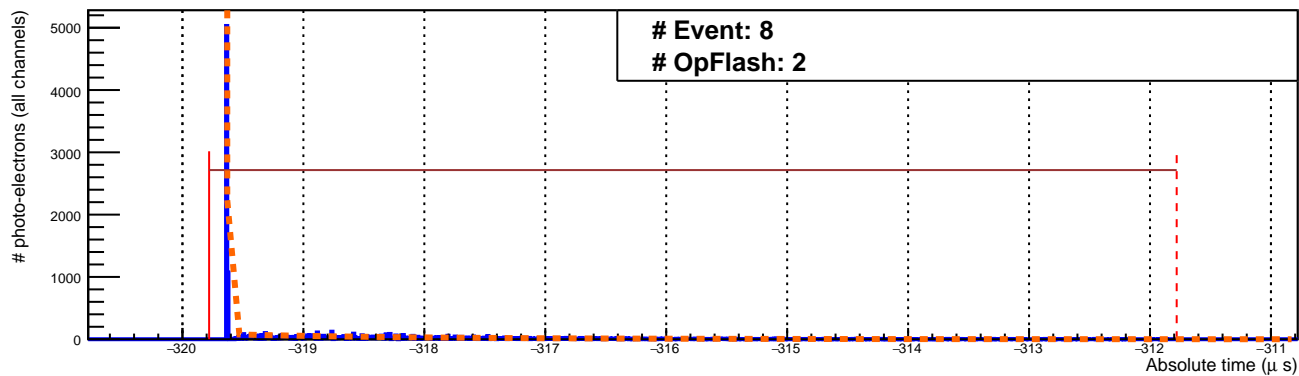 # Event: 8
# OpFlash: 2
# photo-electrons (all channels)
5000
4000
3000
2000
1000
0
−320 −319 −318 −317 −316 −315 −314 −313 −312 −311
Absolute time (μ s)